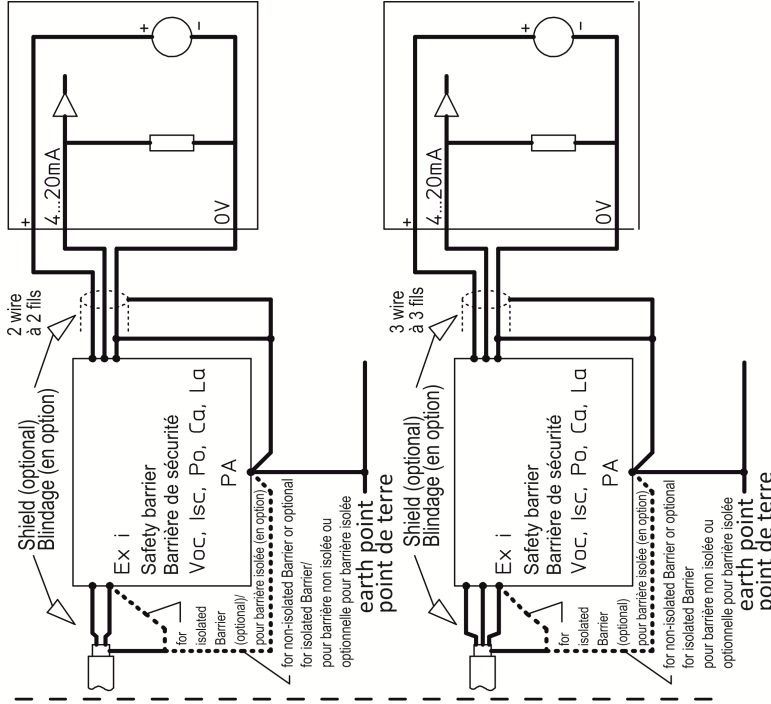 +
-
+
4...20mA
0V
2 wire
à 2 fils
Shield (optional)
Blindage (en option)
Ex i
Safety barrier
Barrière de sécurité
Voc, Isc, Po, Ca, La
PA
for
isolated
Barrier
(optional)/
pour barrière isolée (en option)
for non-isolated Barrier or optional
for isolated Barrier/
pour barrière non isolée ou
optionnelle pour barrière isolée
earth point
point de terre
+
-
+
4...20mA
0V
3 wire
à 3 fils
Shield (optional)
Blindage (en option)
Ex i
Safety barrier
Barrière de sécurité
Voc, Isc, Po, Ca, La
PA
for
isolated
Barrier
(optional)
pour barrière isolée (en option)
for non-isolated Barrier or optional
for isolated Barrier
pour barrière non isolée ou
optionnelle pour barrière isolée
earth point
point de terre